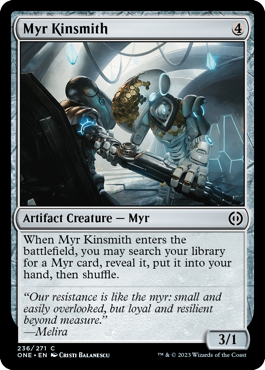 Myr Kinsmith 4
Artifact Creature — Myr
When Myr Kinsmith enters the
battlefield, you may search your library
for a Myr card, reveal it, put it into your
hand, then shuffle.
“Our resistance is like the myr: small and
easily overlooked, but loyal and resilient
beyond measure.”
—Melira
3/1
236/271 C
ONE • EN Cristi Balanescu
™ & © 2023 Wizards of the Coast